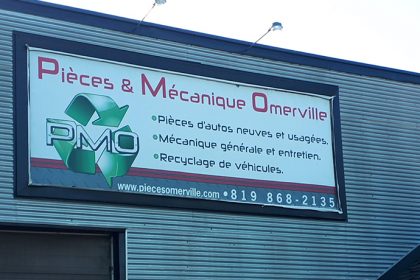 Pièces & Mécanique Omerville
PMO
•Pièces d'autos neuves et usagées.
•Mécanique générale et entretien.
•Recyclage de véhicules.
www.piecesomerville.com • 819 868-2135